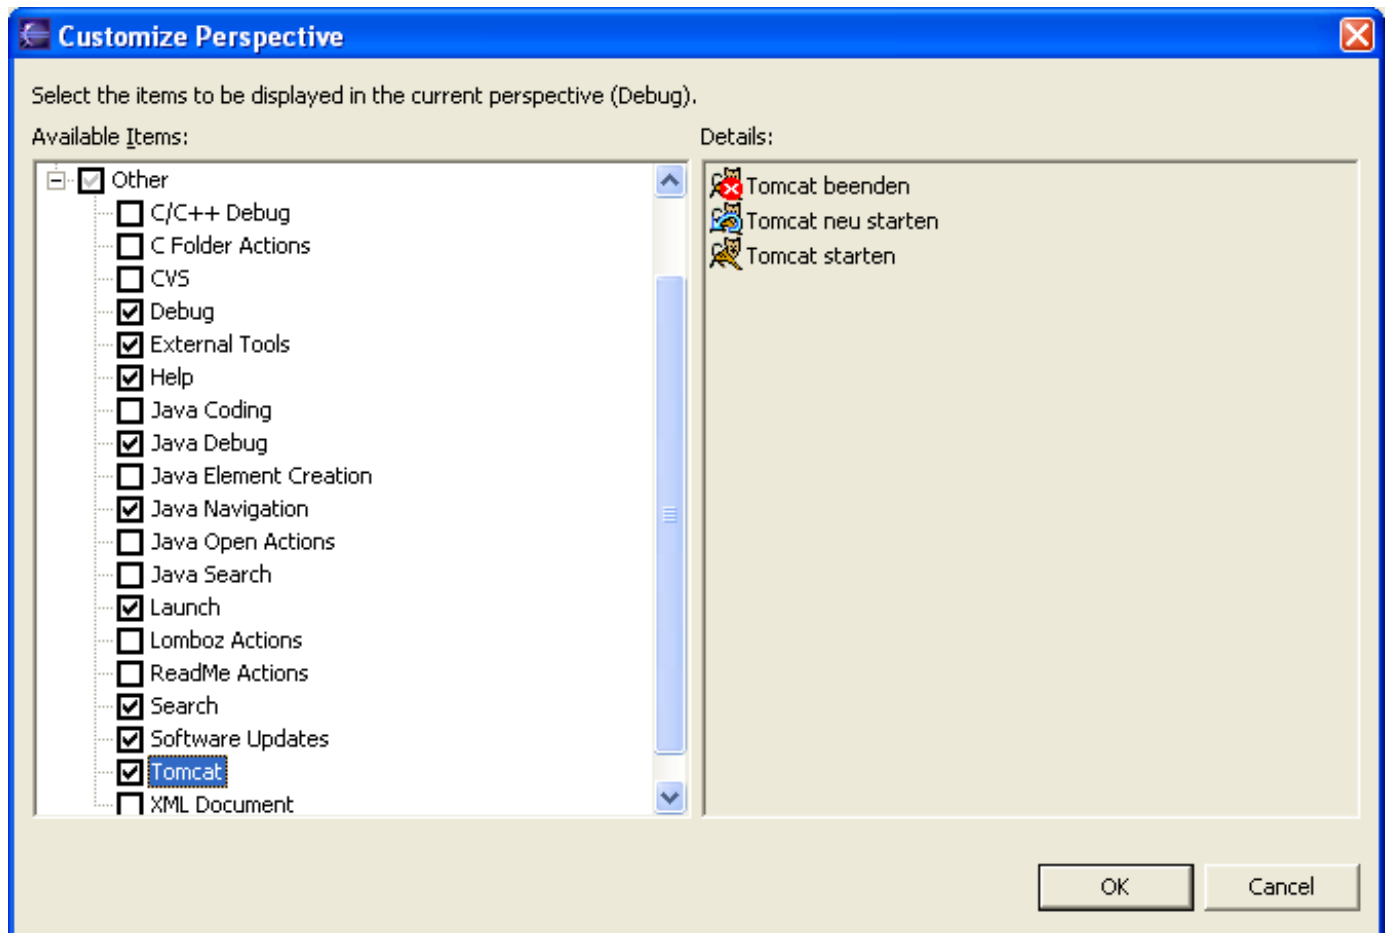 Customize Perspective
Select the items to be displayed in the current perspective (Debug).
Available Items:
Other
C/C++ Debug
C Folder Actions
CVS
Debug
External Tools
Help
Java Coding
Java Debug
Java Element Creation
Java Navigation
Java Open Actions
Java Search
Launch
Lomboz Actions
ReadMe Actions
Search
Software Updates
Tomcat
XML Document
Details:
Tomcat beenden
Tomcat neu starten
Tomcat starten
OK
Cancel